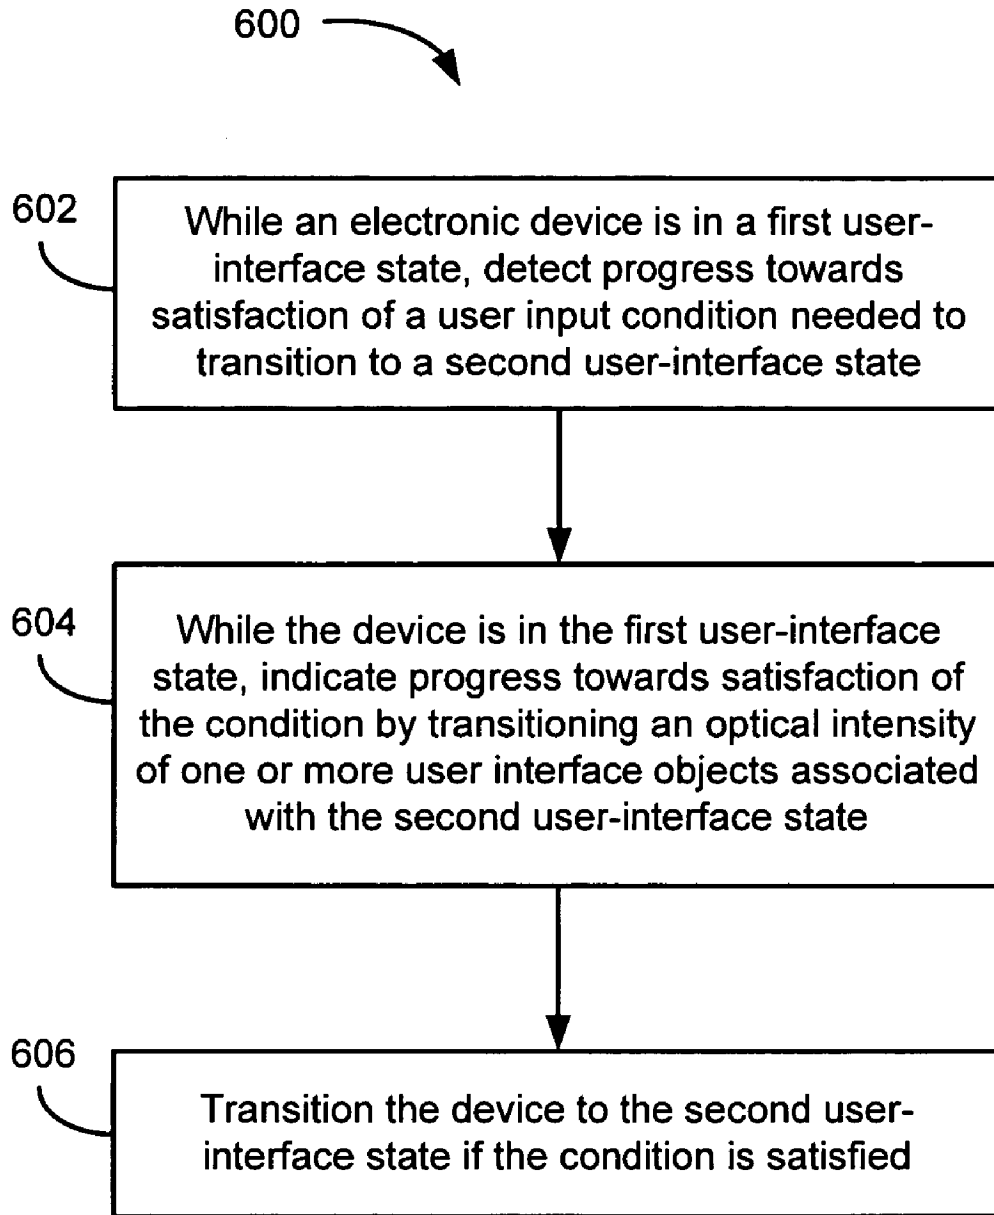 600
602
While an electronic device is in a first user-
interface state, detect progress towards
satisfaction of a user input condition needed to
transition to a second user-interface state
604
While the device is in the first user-interface
state, indicate progress towards satisfaction of
the condition by transitioning an optical intensity
of one or more user interface objects associated
with the second user-interface state
606
Transition the device to the second user-
interface state if the condition is satisfied